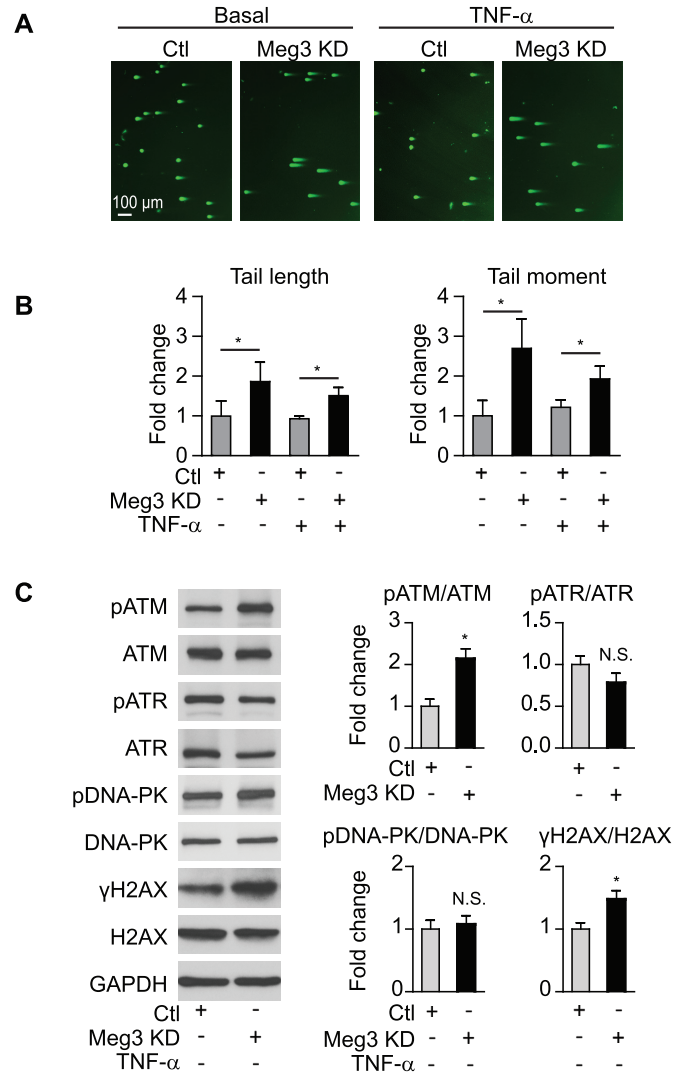 A
Basal TNF-α
Ctl Meg3 KD Ctl Meg3 KD
100 µm
B
Tail length
Fold change
4
3
2
1
0
* *
Ctl + - + -
Meg3 KD - + - +
TNF-α - - + +
Tail moment
Fold change
4
3
2
1
0
* *
+ - + -
- + - +
- - + +
C
pATM
ATM
pATR
ATR
pDNA-PK
DNA-PK
γH2AX
H2AX
GAPDH
Ctl + -
Meg3 KD - +
TNF-α - -
pATM/ATM
Fold change
3
2
1
0
*
Ctl + -
Meg3 KD - +
pATR/ATR
1.5
1.0
0.5
0.0
N.S.
+ -
- +
pDNA-PK/DNA-PK
Fold change
2
1
0
N.S.
Ctl + -
Meg3 KD - +
TNF-α - -
γH2AX/H2AX
2
1
0
*
+ -
- +
- -